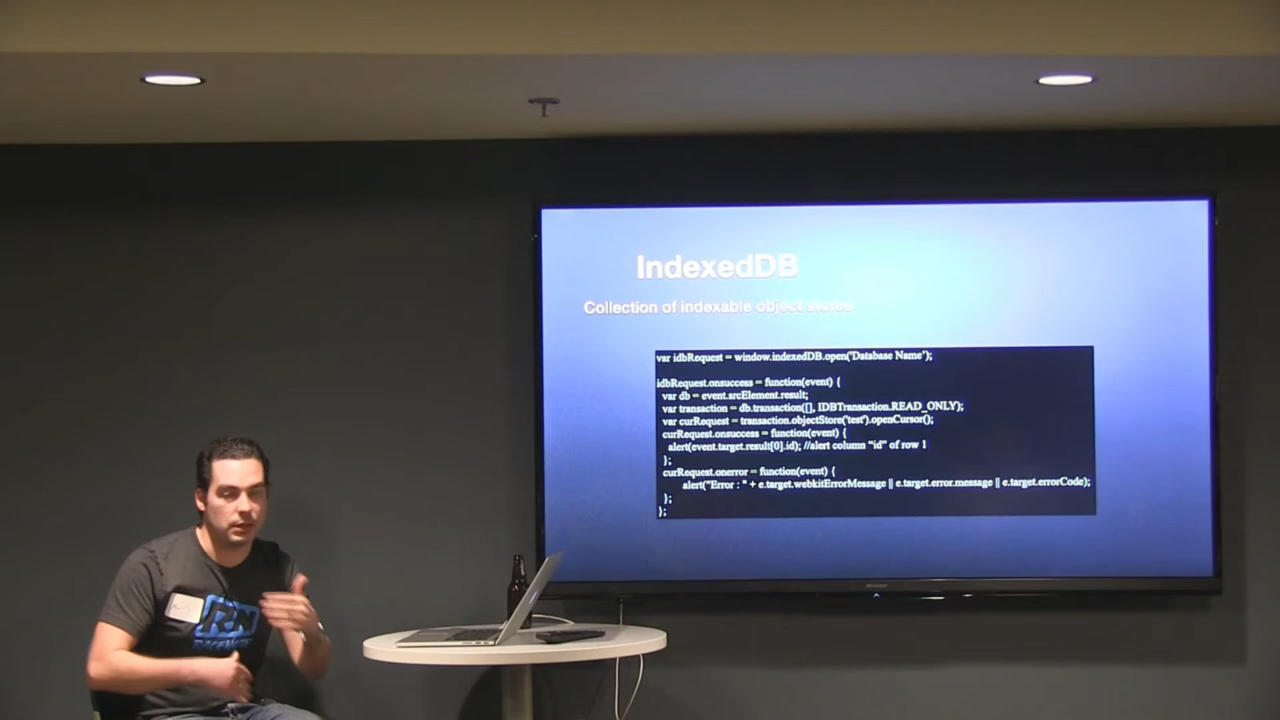 IndexedDB
Collection of indexable object stores
var idbRequest = window.indexedDB.open('Database Name');
idbRequest.onsuccess = function(event) {
var db = event.srcElement.result;
var transaction = db.transaction([], IDBTransaction.READ_ONLY);
var curRequest = transaction.objectStore('test').openCursor();
curRequest.onsuccess = function(event) {
alert(event.target.result[0].id); //alert column "id" of row 1
};
curRequest.onerror = function(event) {
alert("Error : " + e.target.webkitErrorMessage || e.target.error.message || e.target.errorCode);
};
};
SHARP
RN